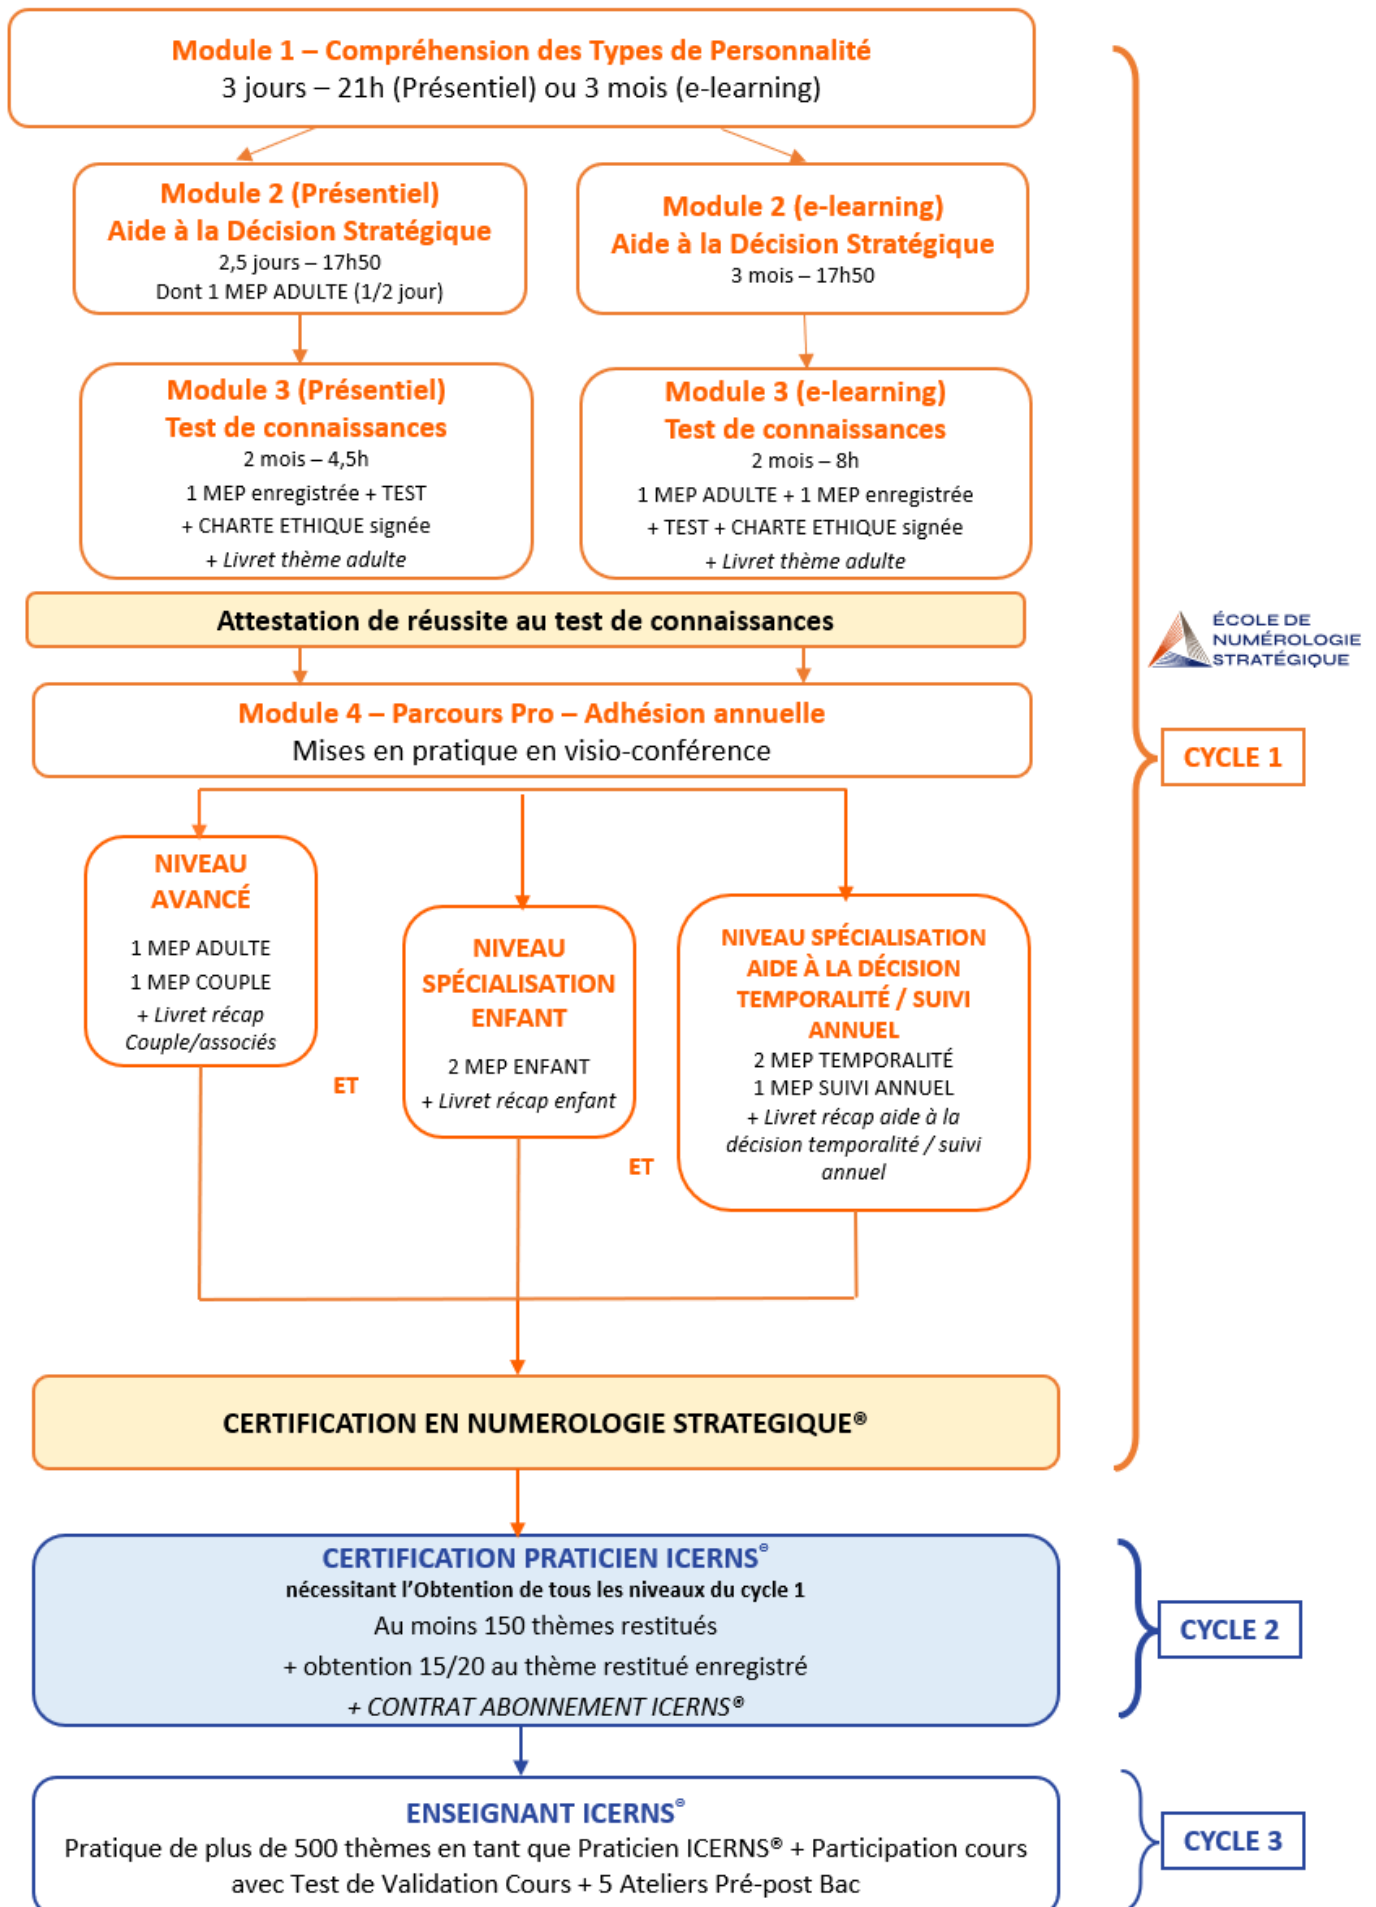 Module 1 – Compréhension des Types de Personnalité
3 jours – 21h (Présentiel) ou 3 mois (e-learning)
Module 2 (Présentiel)
Aide à la Décision Stratégique
2,5 jours – 17h50
Dont 1 MEP ADULTE (1/2 jour)
Module 2 (e-learning)
Aide à la Décision Stratégique
3 mois – 17h50
Module 3 (Présentiel)
Test de connaissances
2 mois – 4,5h
1 MEP enregistrée + TEST
+ CHARTE ETHIQUE signée
+ Livret thème adulte
Module 3 (e-learning)
Test de connaissances
2 mois – 8h
1 MEP ADULTE + 1 MEP enregistrée
+ TEST + CHARTE ETHIQUE signée
+ Livret thème adulte
Attestation de réussite au test de connaissances
ÉCOLE DE
NUMÉROLOGIE
STRATÉGIQUE
Module 4 – Parcours Pro – Adhésion annuelle
Mises en pratique en visio-conférence
CYCLE 1
NIVEAU
AVANCÉ
1 MEP ADULTE
1 MEP COUPLE
+ Livret récap
Couple/associés
ET
NIVEAU
SPÉCIALISATION
ENFANT
2 MEP ENFANT
+ Livret récap enfant
ET
NIVEAU SPÉCIALISATION
AIDE À LA DÉCISION
TEMPORALITÉ / SUIVI
ANNUEL
2 MEP TEMPORALITÉ
1 MEP SUIVI ANNUEL
+ Livret récap aide à la
décision temporalité / suivi
annuel
CERTIFICATION EN NUMEROLOGIE STRATEGIQUE®
CERTIFICATION PRATICIEN ICERNS®
nécessitant l’Obtention de tous les niveaux du cycle 1
Au moins 150 thèmes restitués
+ obtention 15/20 au thème restitué enregistré
+ CONTRAT ABONNEMENT ICERNS®
CYCLE 2
ENSEIGNANT ICERNS®
Pratique de plus de 500 thèmes en tant que Praticien ICERNS® + Participation cours
avec Test de Validation Cours + 5 Ateliers Pré-post Bac
CYCLE 3